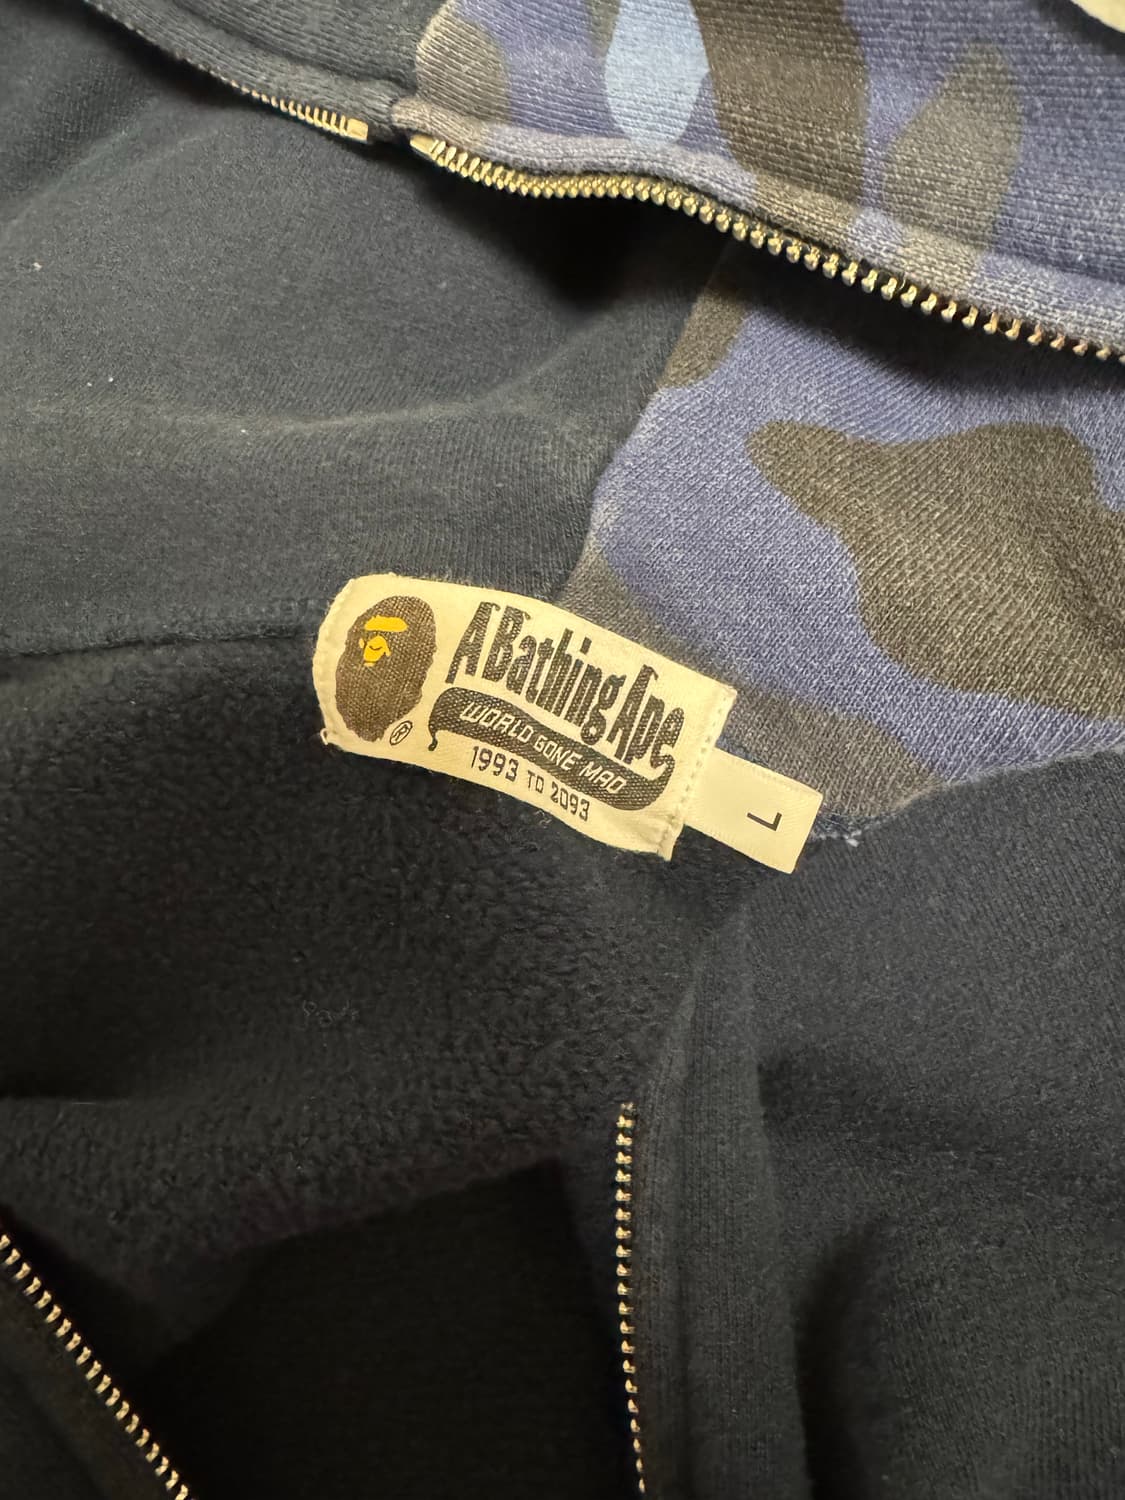 A Bathing Ape
®
WORLD GONE MAD
1993 TO 2093
L